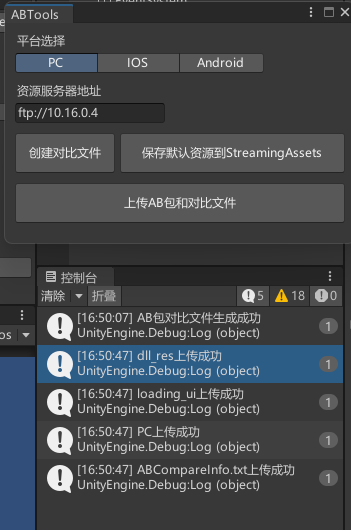 ABTools
平台选择
PC
IOS
Android
资源服务器地址
ftp://10.16.0.4
创建对比文件
保存默认资源到StreamingAssets
上传AB包和对比文件
控制台
清除
折叠
5
18
0
[16:50:07] AB包对比文件生成成功
UnityEngine.Debug:Log (object)
1
[16:50:47] dll_res上传成功
UnityEngine.Debug:Log (object)
1
[16:50:47] loading_ui上传成功
UnityEngine.Debug:Log (object)
1
[16:50:47] PC上传成功
UnityEngine.Debug:Log (object)
1
[16:50:47] ABCompareInfo.txt上传成功
UnityEngine.Debug:Log (object)
1